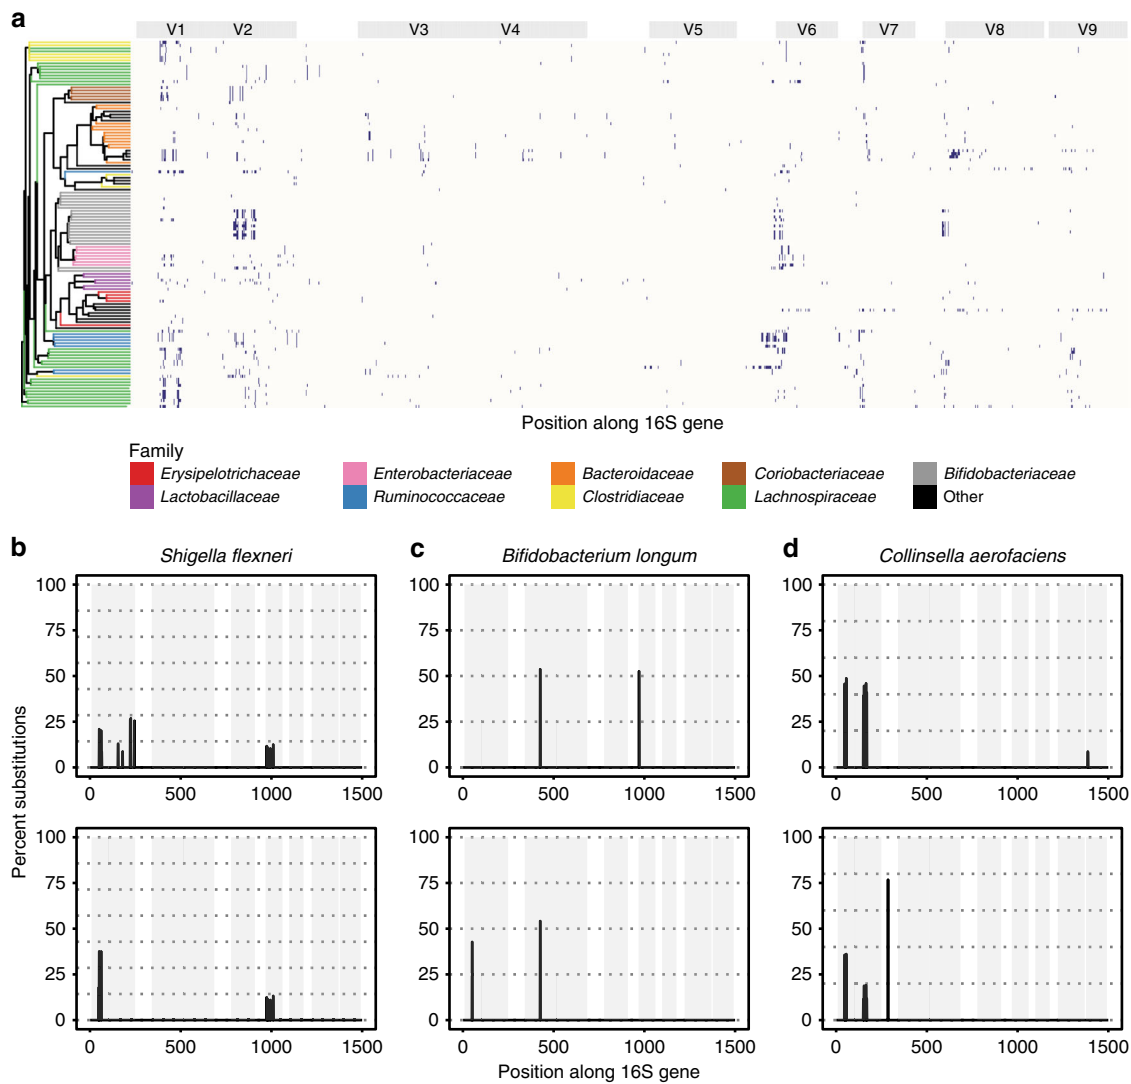 a
V1 V2 V3 V4 V5 V6 V7 V8 V9
Position along 16S gene
Family
Erysipelotrichaceae Enterobacteriaceae Bacteroidaceae Coriobacteriaceae Bifidobacteriaceae
Lactobacillaceae Ruminococcaceae Clostridiaceae Lachnospiraceae Other
b Shigella flexneri c Bifidobacterium longum d Collinsella aerofaciens
100 100 100
75 75 75
50 50 50
25 25 25
0 0 0
0 500 1000 1500 0 500 1000 1500 0 500 1000 1500
Percent substitutions
100 100 100
75 75 75
50 50 50
25 25 25
0 0 0
0 500 1000 1500 0 500 1000 1500 0 500 1000 1500
Position along 16S gene